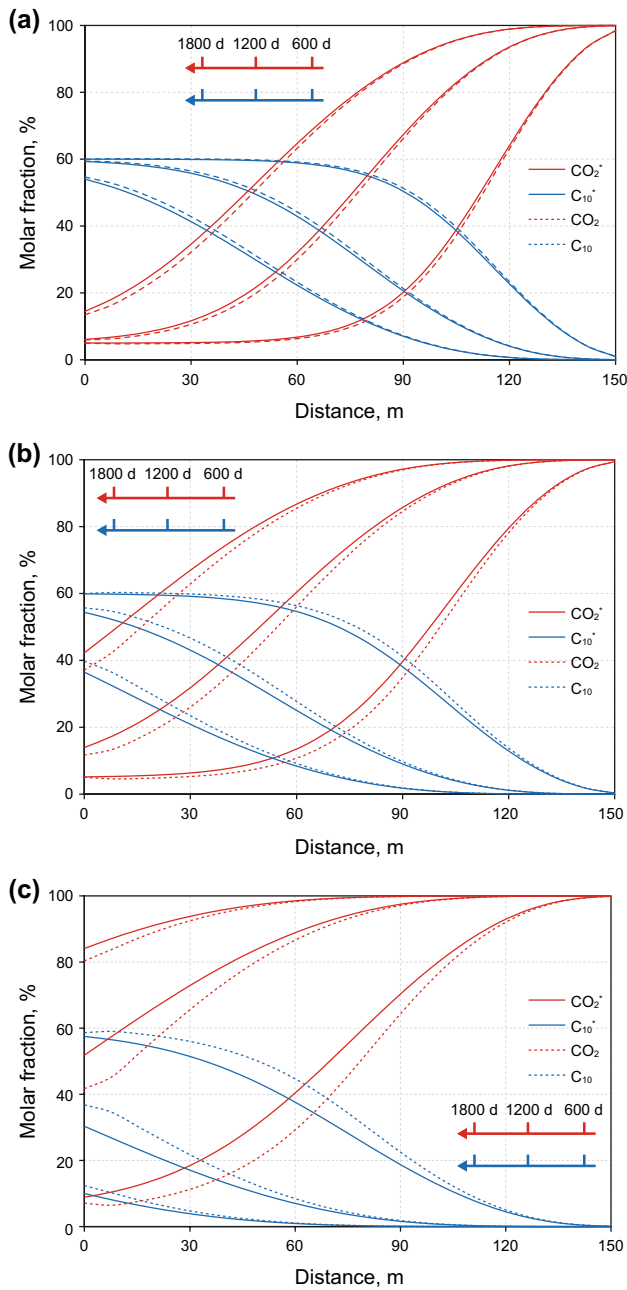 (a)
100
80
60
40
20
0
Molar fraction, %
1800 d 1200 d 600 d
CO₂*
C₁₀*
CO₂
C₁₀
0 30 60 90 120 150
Distance, m
(b)
100
80
60
40
20
0
Molar fraction, %
1800 d 1200 d 600 d
CO₂*
C₁₀*
CO₂
C₁₀
0 30 60 90 120 150
Distance, m
(c)
100
80
60
40
20
0
Molar fraction, %
CO₂*
C₁₀*
CO₂
C₁₀
1800 d 1200 d 600 d
0 30 60 90 120 150
Distance, m